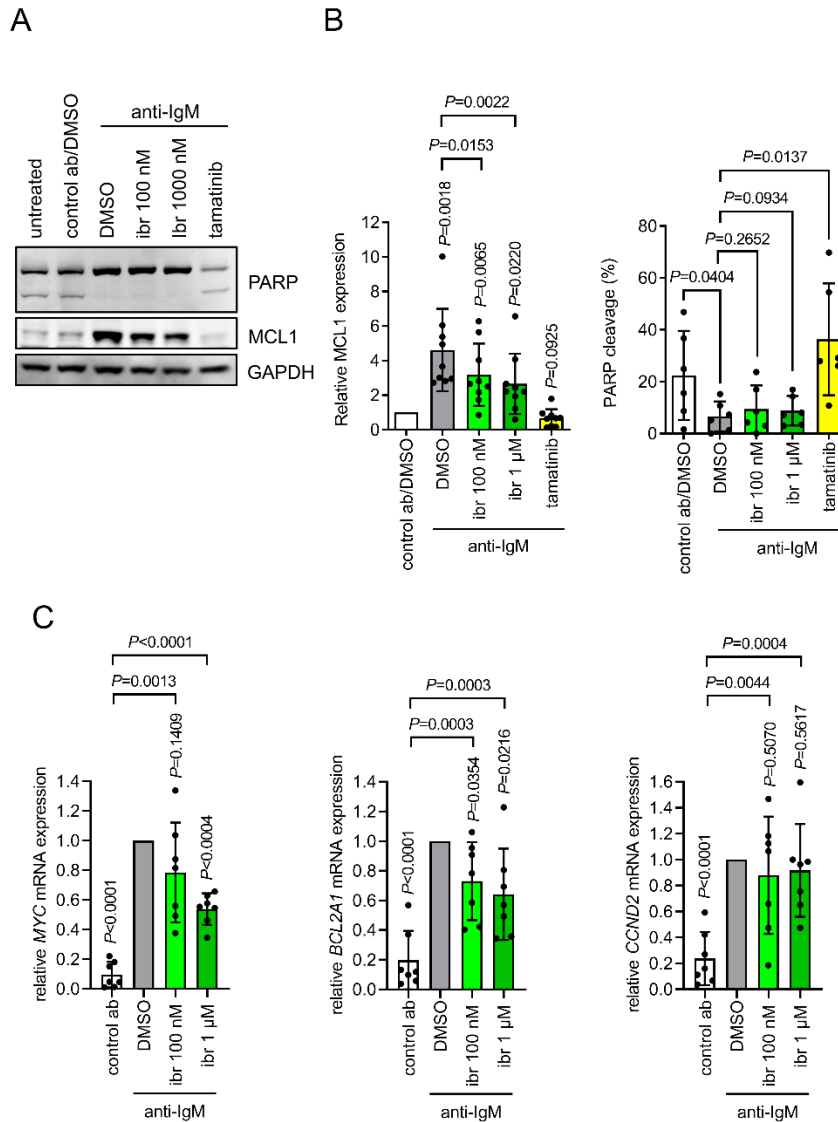 A
anti-IgM
untreated
control ab/DMSO
DMSO
ibr 100 nM
Ibr 1000 nM
tamatinib
PARP
MCL1
GAPDH
B
P=0.0022
P=0.0153
P=0.0018
P=0.0065
P=0.0220
P=0.0925
Relative MCL1 expression
12
10
8
6
4
2
0
control ab/DMSO
DMSO
ibr 100 nM
ibr 1 µM
tamatinib
anti-IgM
P=0.0137
P=0.0934
P=0.2652
P=0.0404
PARP cleavage (%)
80
60
40
20
0
control ab/DMSO
DMSO
ibr 100 nM
ibr 1 µM
tamatinib
anti-IgM
C
P<0.0001
P=0.0013
P<0.0001
P=0.1409
P<0.0004
relative MYC mRNA expression
1.4
1.2
1.0
0.8
0.6
0.4
0.2
0.0
control ab
DMSO
ibr 100 nM
ibr 1 µM
anti-IgM
P=0.0003
P=0.0003
P<0.0001
P=0.0354
P=0.0216
relative BCL2A1 mRNA expression
1.4
1.2
1.0
0.8
0.6
0.4
0.2
0.0
control ab
DMSO
ibr 100 nM
ibr 1 µM
anti-IgM
P=0.0004
P=0.0044
P<0.0001
P=0.5070
P=0.5617
relative CCND2 mRNA expression
1.6
1.4
1.2
1.0
0.8
0.6
0.4
0.2
0.0
control ab
DMSO
ibr 100 nM
ibr 1 µM
anti-IgM